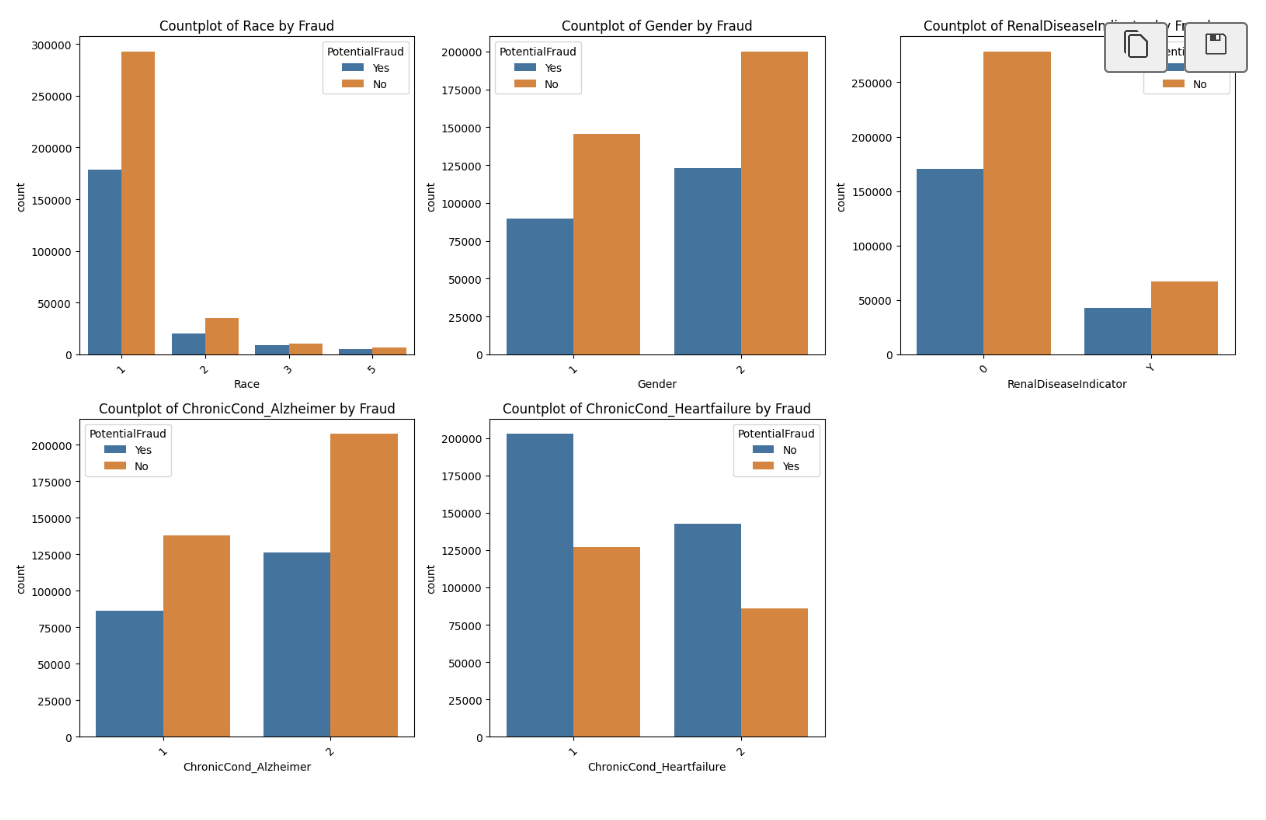 Countplot of Race by Fraud
300000
250000
200000
150000
100000
50000
0
count
PotentialFraud
Yes
No
1
2
3
5
Race
Countplot of Gender by Fraud
200000
175000
150000
125000
100000
75000
50000
25000
0
count
PotentialFraud
Yes
No
1
2
Gender
Countplot of
250000
200000
150000
100000
50000
0
count
No
0
Y
RenalDiseaseIndicator
Countplot of ChronicCond_Alzheimer by Fraud
200000
175000
150000
125000
100000
75000
50000
25000
0
count
PotentialFraud
Yes
No
1
2
ChronicCond_Alzheimer
Countplot of ChronicCond_Heartfailure by Fraud
200000
175000
150000
125000
100000
75000
50000
25000
0
count
PotentialFraud
No
Yes
1
2
ChronicCond_Heartfailure